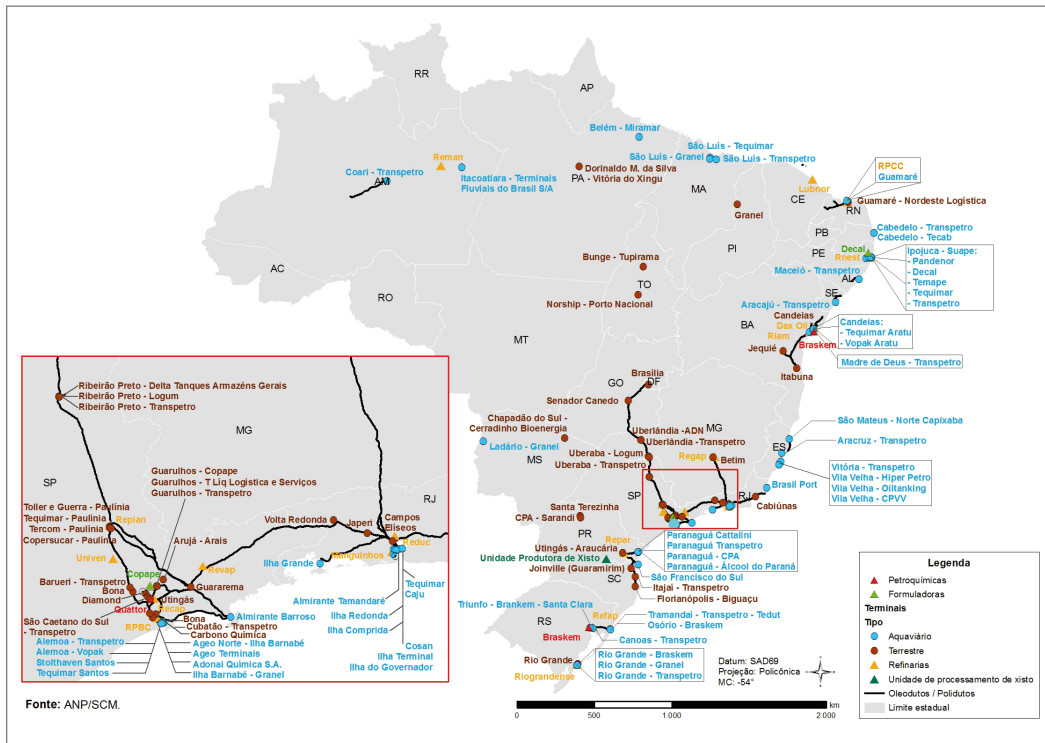 RR
AP
Belém - Miramar
São Luis - Tequimar
São Luis - Granel
São Luis - Transpetro
Reman
Coari - Transpetro
AM
Itacoatiara - Terminais
Fluviais do Brasil S/A
Dorinaldo M. da Silva
PA - Vitória do Xingu
MA
Lubnor
CE
RPCC
Guamaré
Granel
Guamaré - Nordeste Logística
RN
PB
Cabedelo - Transpetro
Cabedelo - Tecab
PI
PE
Decal
Rnest
Ipojuca - Suape:
- Pandenor
- Decal
- Temape
- Tequimar
- Transpetro
Bunge - Tupirama
Maceió - Transpetro
AL
AC
RO
TO
SE
Norship - Porto Nacional
Aracajú - Transpetro
BA
Candeias
Dax Oil
Riam
Braskem
Candeias:
- Tequimar Aratu
- Vopak Aratu
Madre de Deus - Transpetro
MT
Jequié
Itabuna
Brasília
GO
DF
Senador Canedo
Chapadão do Sul -
Cerradinho Bioenergia
Ladário - Granel
MS
Uberlândia -ADN
MG
Uberlândia -Transpetro
Uberaba - Logum
Uberaba - Transpetro
Regap
Betim
São Mateus - Norte Capixaba
ES
Aracruz - Transpetro
Vitória - Transpetro
Vila Velha - Hiper Petro
Vila Velha - Oiltanking
Vila Velha - CPVV
Brasil Port
SP
RJ
Cabiúnas
Santa Terezinha
CPA - Sarandi
PR
Repar
Utingás - Araucária
Unidade Produtora de Xisto
Joinville (Guaramirim)
SC
Paranaguá Cattalini
Paranaguá Transpetro
Paranaguá - CPA
Paranaguá - Álcool do Paraná
São Francisco do Sul
Itajaí - Transpetro
Florianópolis - Biguaçu
Triunfo - Brankem - Santa Clara
Refap
Tramandaí - Transpetro - Tedut
Osório - Braskem
RS
Braskem
Canoas - Transpetro
Rio Grande
Riograndense
Rio Grande - Braskem
Rio Grande - Granel
Rio Grande - Transpetro
Datum: SAD69
Projeção: Policônica
MC: -54°
0 500 1.000 2.000
km
Legenda
Petroquímicas
Formuladoras
Terminais
Tipo
Aquaviário
Terrestre
Refinarias
Unidade de processamento de xisto
Oleodutos / Polidutos
Limite estadual
Ribeirão Preto - Delta Tanques Armazéns Gerais
Ribeirão Preto - Logum
Ribeirão Preto - Transpetro
MG
Guarulhos - Copape
Guarulhos - T Liq Logística e Serviços
Guarulhos - Transpetro
SP
RJ
Toller e Guerra - Paulínia
Tequimar - Paulínia
Tercom - Paulínia
Copersucar - Paulínia
Replan
Arujá - Arais
Volta Redonda
Japeri
Campos
Elíseos
Reduc
Manguinhos
Univen
Copape
Revap
Ilha Grande
Barueri - Transpetro
Bona
Diamond
Quattor
Utingás
Recap
Guararema
Tequimar
Caju
Almirante Tamandaré
Ilha Redonda
Ilha Comprida
São Caetano do Sul
- Transpetro
RPBC
Bona
Cubatão - Transpetro
Carbono Química
Almirante Barroso
Alemoa - Transpetro
Alemoa - Vopak
Stolthaven Santos
Tequimar Santos
Ageo Norte - Ilha Barnabé
Ageo Terminais
Adonai Química S.A.
Ilha Barnabé - Granel
Cosan
Ilha Terminal
Ilha do Governador
Fonte: ANP/SCM.